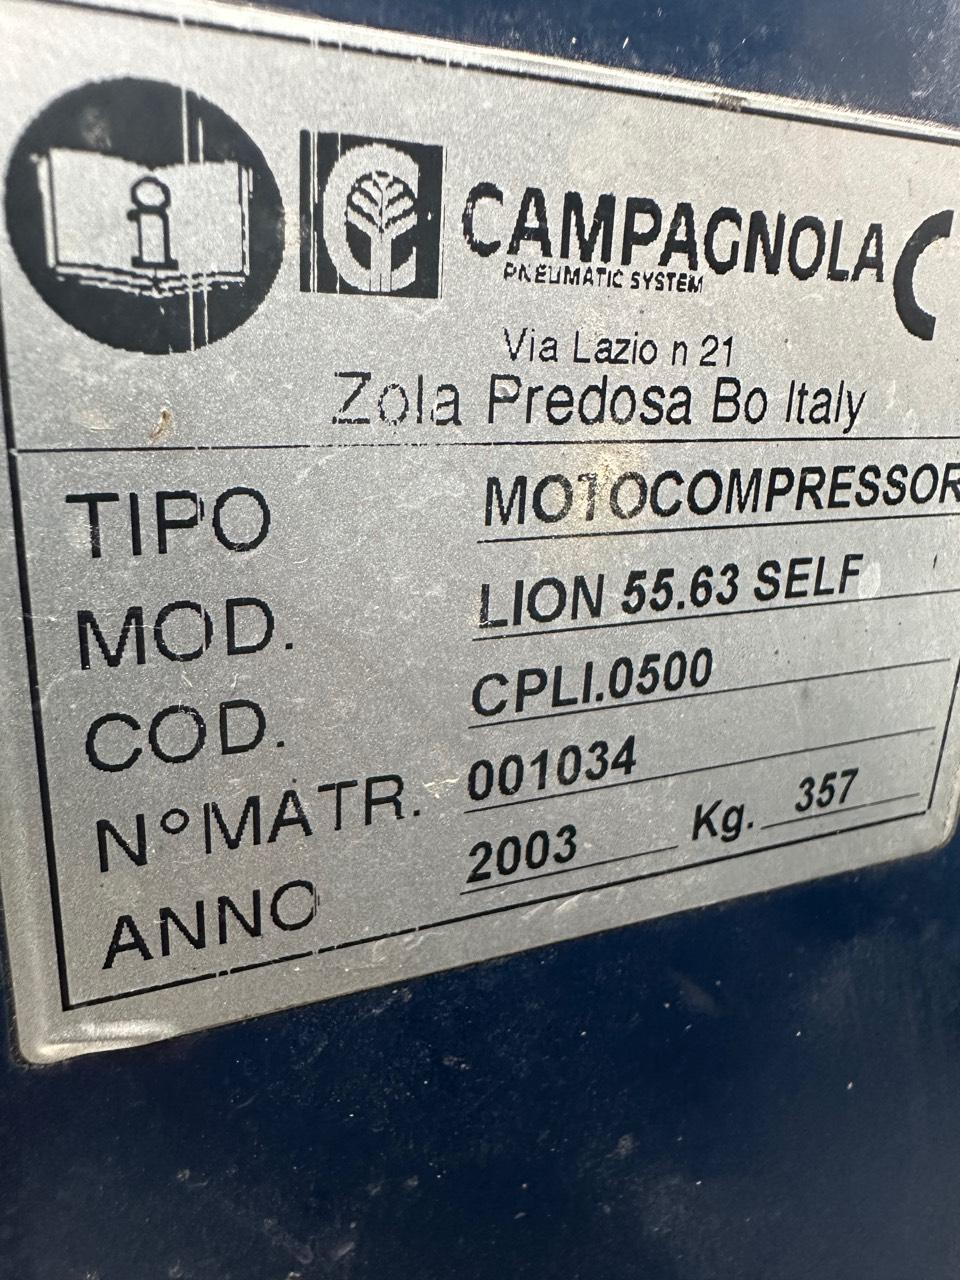 i
CAMPAGNOLA C
PNEUMATIC SYSTEM
Via Lazio n 21
Zola Predosa Bo Italy
TIPO MOTOCOMPRESSOR
MOD. LION 55.63 SELF
COD. CPLI.0500
N°MATR. 001034
ANNO 2003 Kg. 357